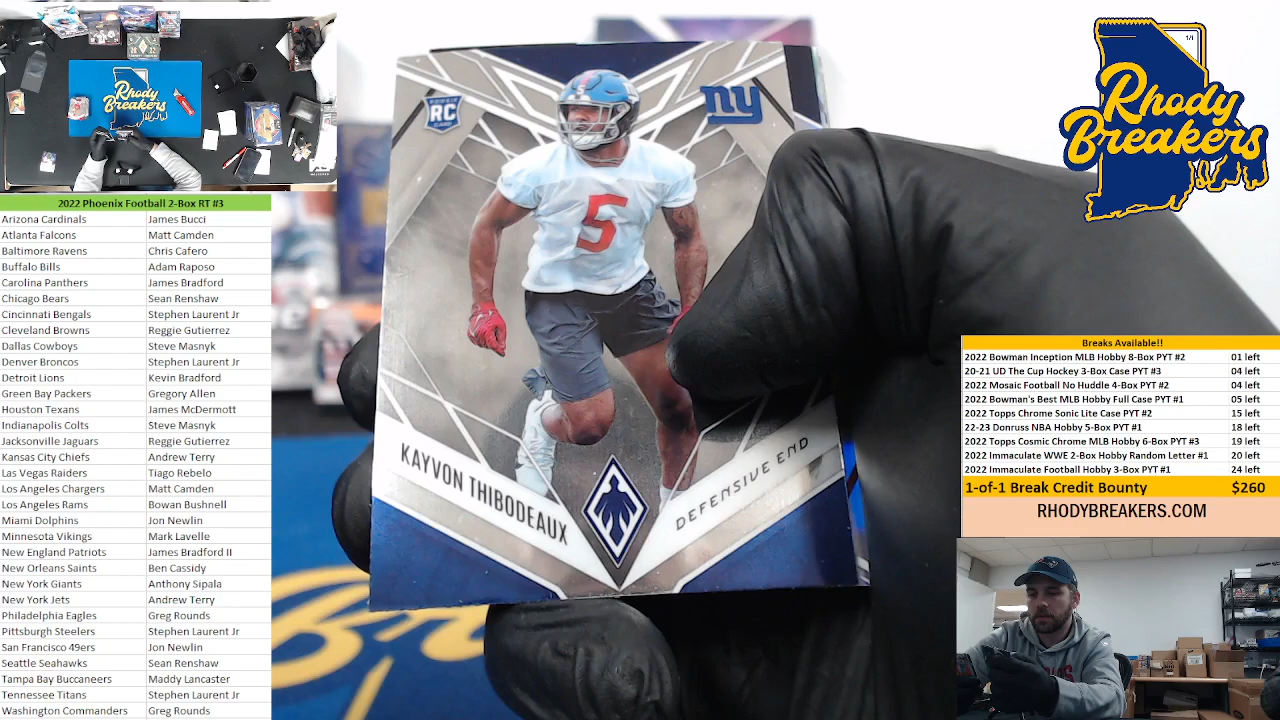 Rhody
Breakers
2022 Phoenix Football 2-Box RT #3
Arizona Cardinals James Bucci
Atlanta Falcons Matt Camden
Baltimore Ravens Chris Cafero
Buffalo Bills Adam Raposo
Carolina Panthers James Bradford
Chicago Bears Sean Renshaw
Cincinnati Bengals Stephen Laurent Jr
Cleveland Browns Reggie Gutierrez
Dallas Cowboys Steve Masnyk
Denver Broncos Stephen Laurent Jr
Detroit Lions Kevin Bradford
Green Bay Packers Gregory Allen
Houston Texans James McDermott
Indianapolis Colts Steve Masnyk
Jacksonville Jaguars Reggie Gutierrez
Kansas City Chiefs Andrew Terry
Las Vegas Raiders Tiago Rebelo
Los Angeles Chargers Matt Camden
Los Angeles Rams Bowan Bushnell
Miami Dolphins Jon Newlin
Minnesota Vikings Mark Lavelle
New England Patriots James Bradford II
New Orleans Saints Ben Cassidy
New York Giants Anthony Sipala
New York Jets Andrew Terry
Philadelphia Eagles Greg Rounds
Pittsburgh Steelers Stephen Laurent Jr
San Francisco 49ers Jon Newlin
Seattle Seahawks Sean Renshaw
Tampa Bay Buccaneers Maddy Lancaster
Tennessee Titans Stephen Laurent Jr
Washington Commanders Greg Rounds
RC
ny
5
5
KAYVON THIBODEAUX
DEFENSIVE END
1/1
Rhody
Breakers
Breaks Available!!
2022 Bowman Inception MLB Hobby 8-Box PYT #2 01 left
20-21 UD The Cup Hockey 3-Box Case PYT #3 04 left
2022 Mosaic Football No Huddle 4-Box PYT #2 04 left
2022 Bowman's Best MLB Hobby Full Case PYT #1 05 left
2022 Topps Chrome Sonic Lite Case PYT #2 15 left
22-23 Donruss NBA Hobby 5-Box PYT #1 18 left
2022 Topps Cosmic Chrome MLB Hobby 6-Box PYT #3 19 left
2022 Immaculate WWE 2-Box Hobby Random Letter #1 20 left
2022 Immaculate Football Hobby 3-Box PYT #1 24 left
1-of-1 Break Credit Bounty $260
RHODYBREAKERS.COM